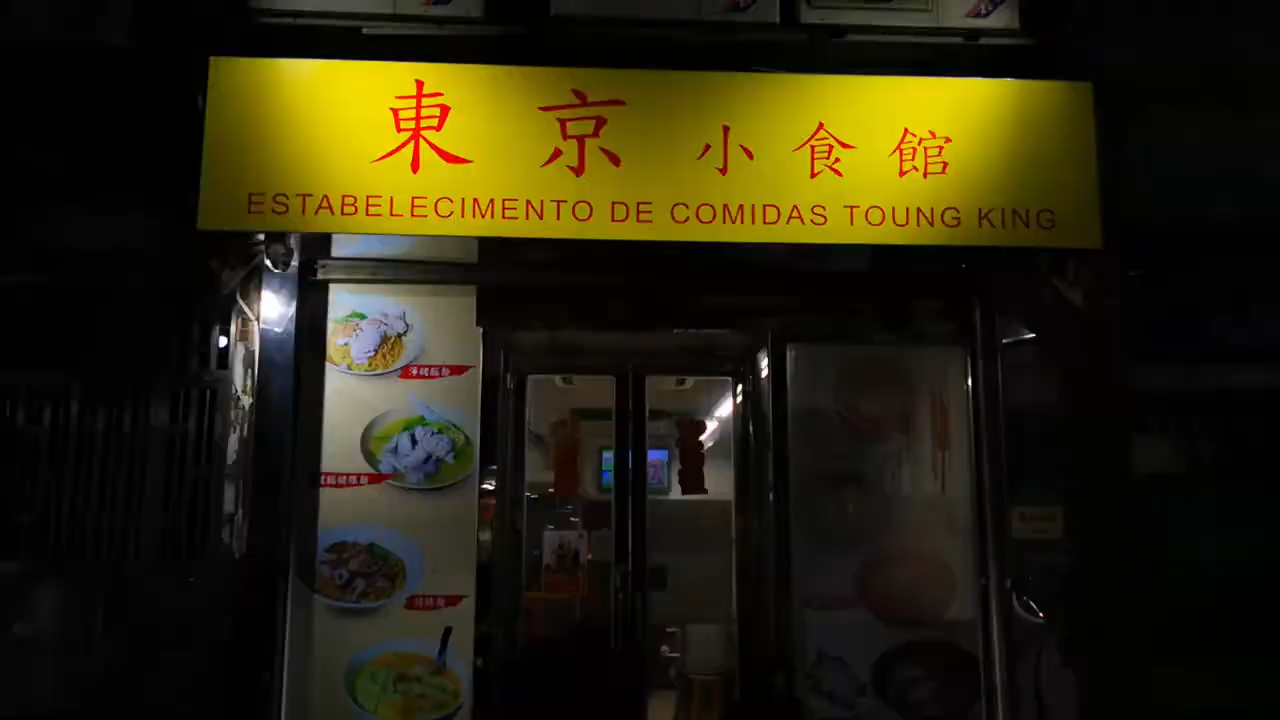 東京小食館
ESTABELECIMENTO DE COMIDAS TOUNG KING